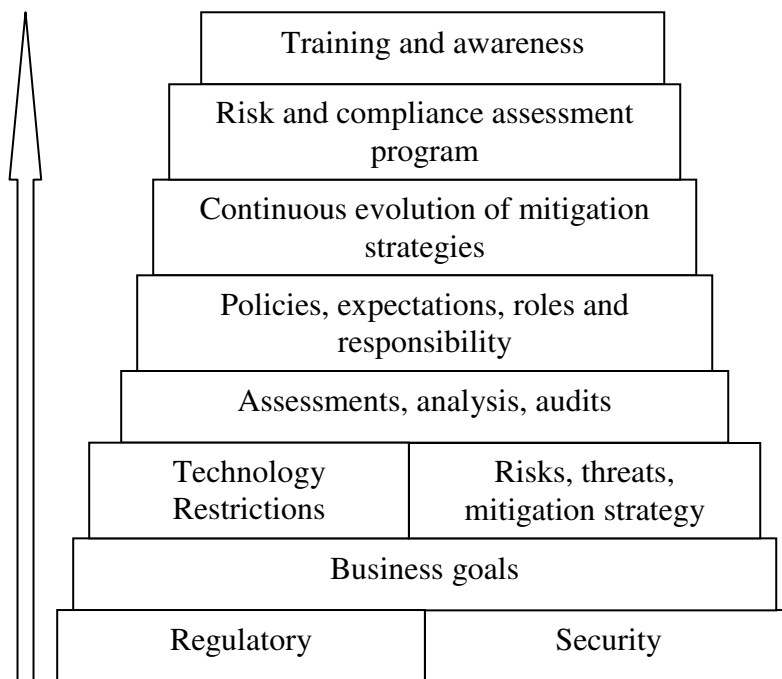 Training and awareness
Risk and compliance assessment
program
Continuous evolution of mitigation
strategies
Policies, expectations, roles and
responsibility
Assessments, analysis, audits
Technology
Restrictions
Risks, threats,
mitigation strategy
Business goals
Regulatory
Security